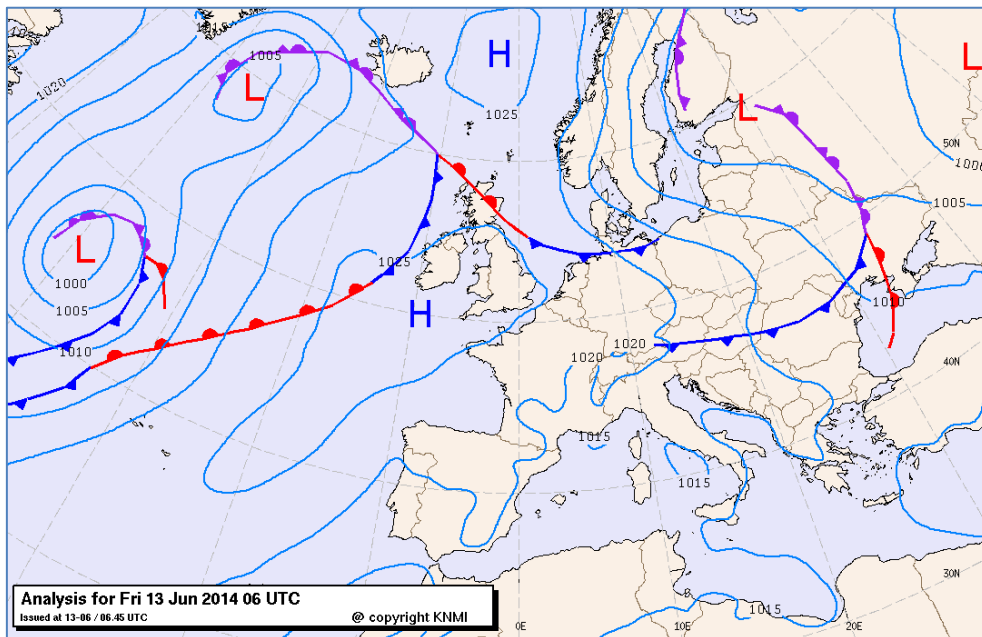 1005
H
L
1020
L
1025
L
50N
1000
1005
L
1000
1025
1005
H
1010
1010
1020
1020
40N
1015
1015
30N
Analysis for Fri 13 Jun 2014 06 UTC
Issued at 13-06 / 06.45 UTC
@ copyright KNMI
1015
10W
0E
10E
20E